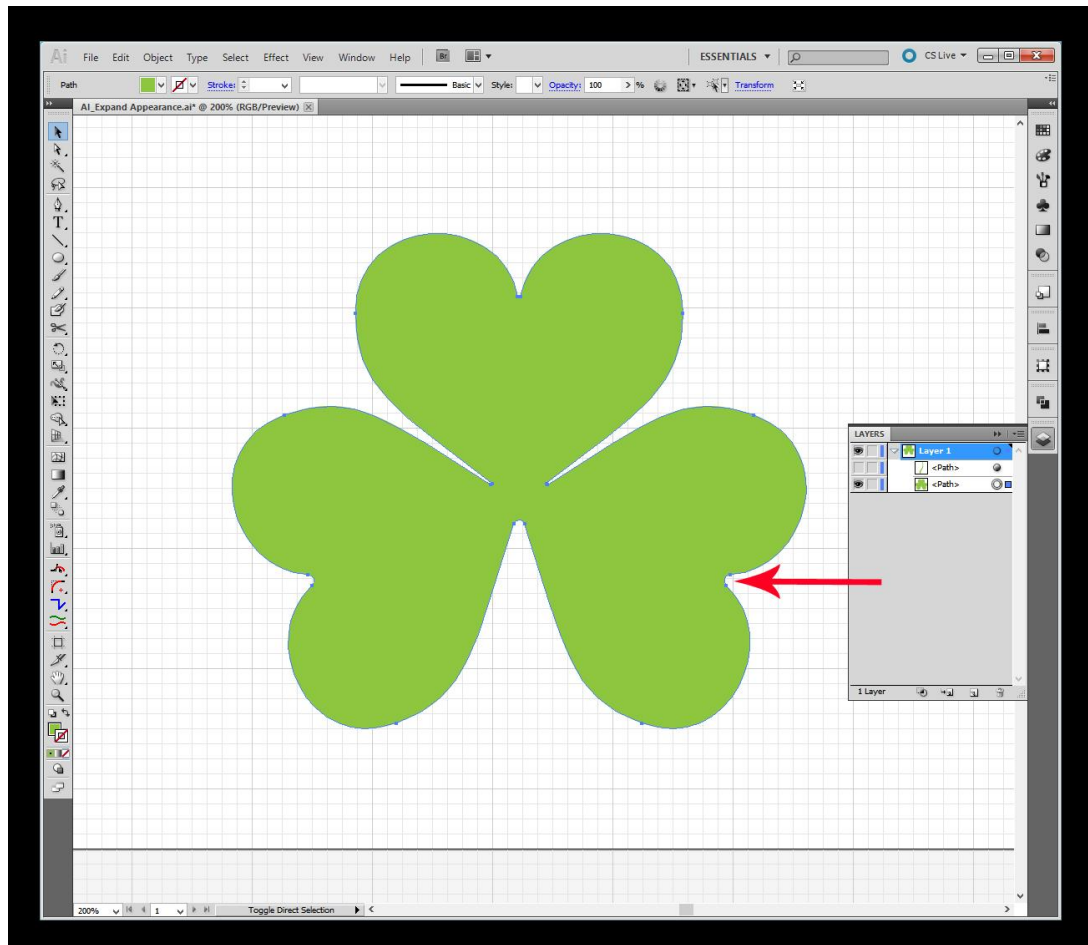 Ai File Edit Object Type Select Effect View Window Help Br ESSENTIALS CS Live
Path Stroke: Basic Style: Opacity: 100 % Transform
AI_Expand Appearance.ai* @ 200% (RGB/Preview)
T
LAYERS
Layer 1
<Path>
<Path>
1 Layer
200% 1 Toggle Direct Selection